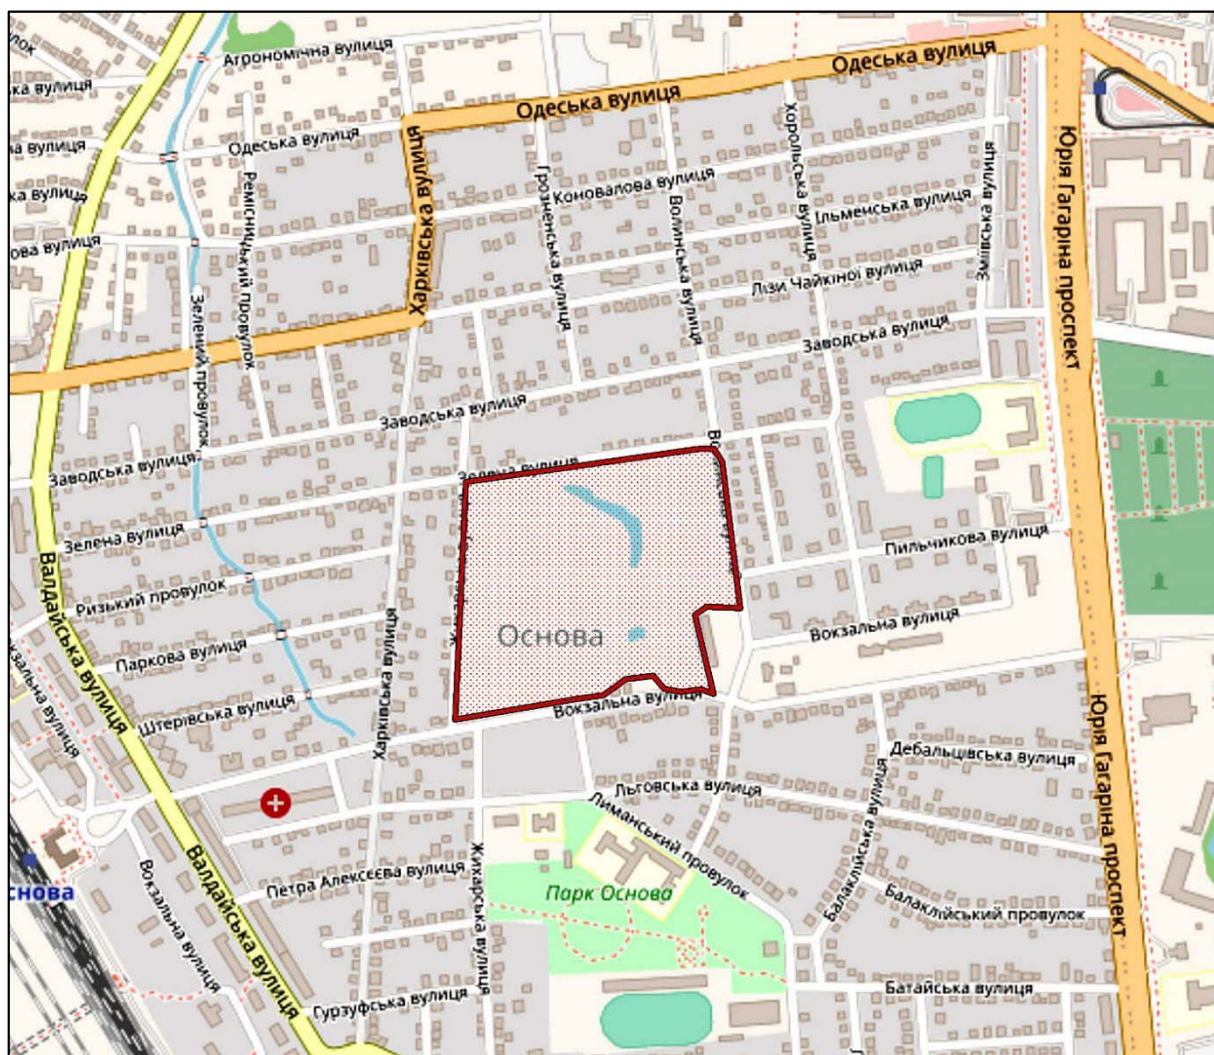 Агрономічна вулиця
Одеська вулиця
Одеська вулиця
Одеська вулиця
Юрія Гагаріна проспект
Харківська вулиця
Ремісницький провулок
Грозненська вулиця
Коновалова вулиця
Волинська вулиця
Хорольська вулиця
Ільменська вулиця
Зміївська вулиця
Лізи Чайкіної вулиця
Зелений провулок
Заводська вулиця
Заводська вулиця
Заводська вулиця
Зелена вулиця
Зелена вулиця
Пильчикова вулиця
Валдайська вулиця
Ризький провулок
Основа
Вокзальна вулиця
Паркова вулиця
Харківська вулиця
Штерівська вулиця
Вокзальна вулиця
Юрія Гагаріна проспект
Дебальцівська вулиця
Льговська вулиця
Лиманський провулок
Балаклійська вулиця
Валдайська вулиця
Вокзальна вулиця
Петра Алексєєва вулиця
Жихарська вулиця
Парк Основа
Балаклійський провулок
Гурзуфська вулиця
Батайська вулиця